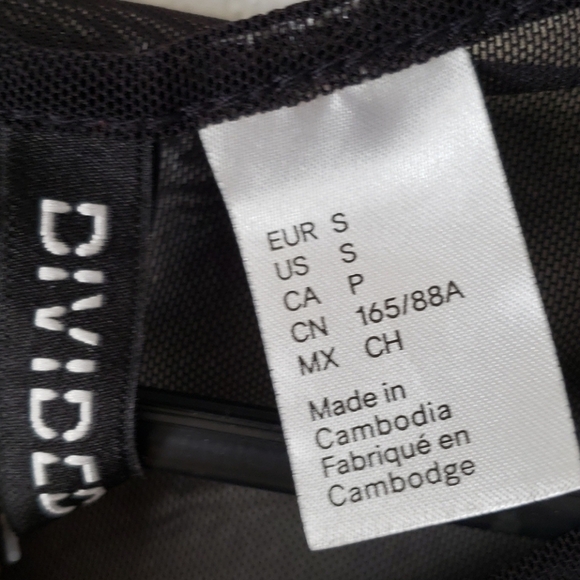 DIVIDED
EUR S
US S
CA P
CN 165/88A
MX CH
Made in
Cambodia
Fabriqué en
Cambodge